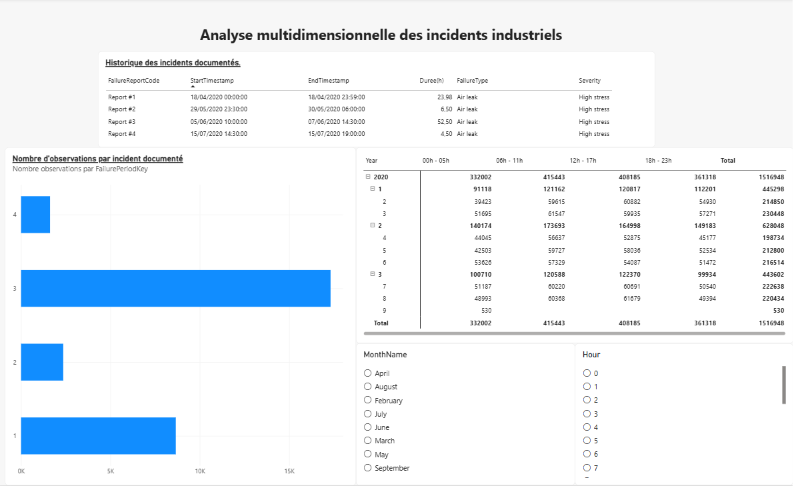 Analyse multidimensionnelle des incidents industriels
Historique des incidents documentés.
FailureReportCode StartTimestamp EndTimestamp Duree(h) FailureType Severity
Report #1 18/04/2020 00:00:00 18/04/2020 23:59:00 23,98 Air leak High stress
Report #2 29/05/2020 23:30:00 30/05/2020 06:00:00 6,50 Air leak High stress
Report #3 05/06/2020 10:00:00 07/06/2020 14:30:00 52,50 Air leak High stress
Report #4 15/07/2020 14:30:00 15/07/2020 19:00:00 4,50 Air leak High stress
Nombre d'observations par incident documenté
Nombre observations par FailurePeriodKey
4
3
2
1
0K 5K 10K 15K
Year 00h - 05h 06h - 11h 12h - 17h 18h - 23h Total
2020 332002 415443 408185 361318 1516948
1 91118 121162 120817 112201 445298
2 39423 59615 60882 54930 214850
3 51695 61547 59935 57271 230448
2 140174 173693 164998 149183 628048
4 44045 56637 52875 45177 198734
5 42503 59727 58036 52534 212800
6 53626 57329 54087 51472 216514
3 100710 120588 122370 99934 443602
7 51187 60220 60691 50540 222638
8 48993 60368 61679 49394 220434
9 530 530
Total 332002 415443 408185 361318 1516948
MonthName
April
August
February
July
June
March
May
September
Hour
0
1
2
3
4
5
6
7